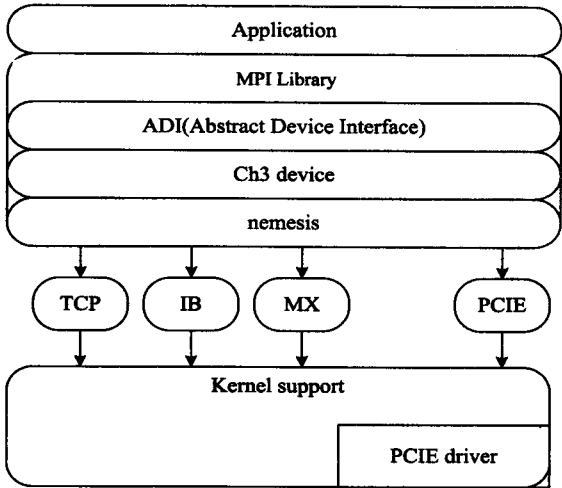 Application
MPI Library
ADI(Abstract Device Interface)
Ch3 device
nemesis
TCP IB MX PCIE
Kernel support
PCIE driver